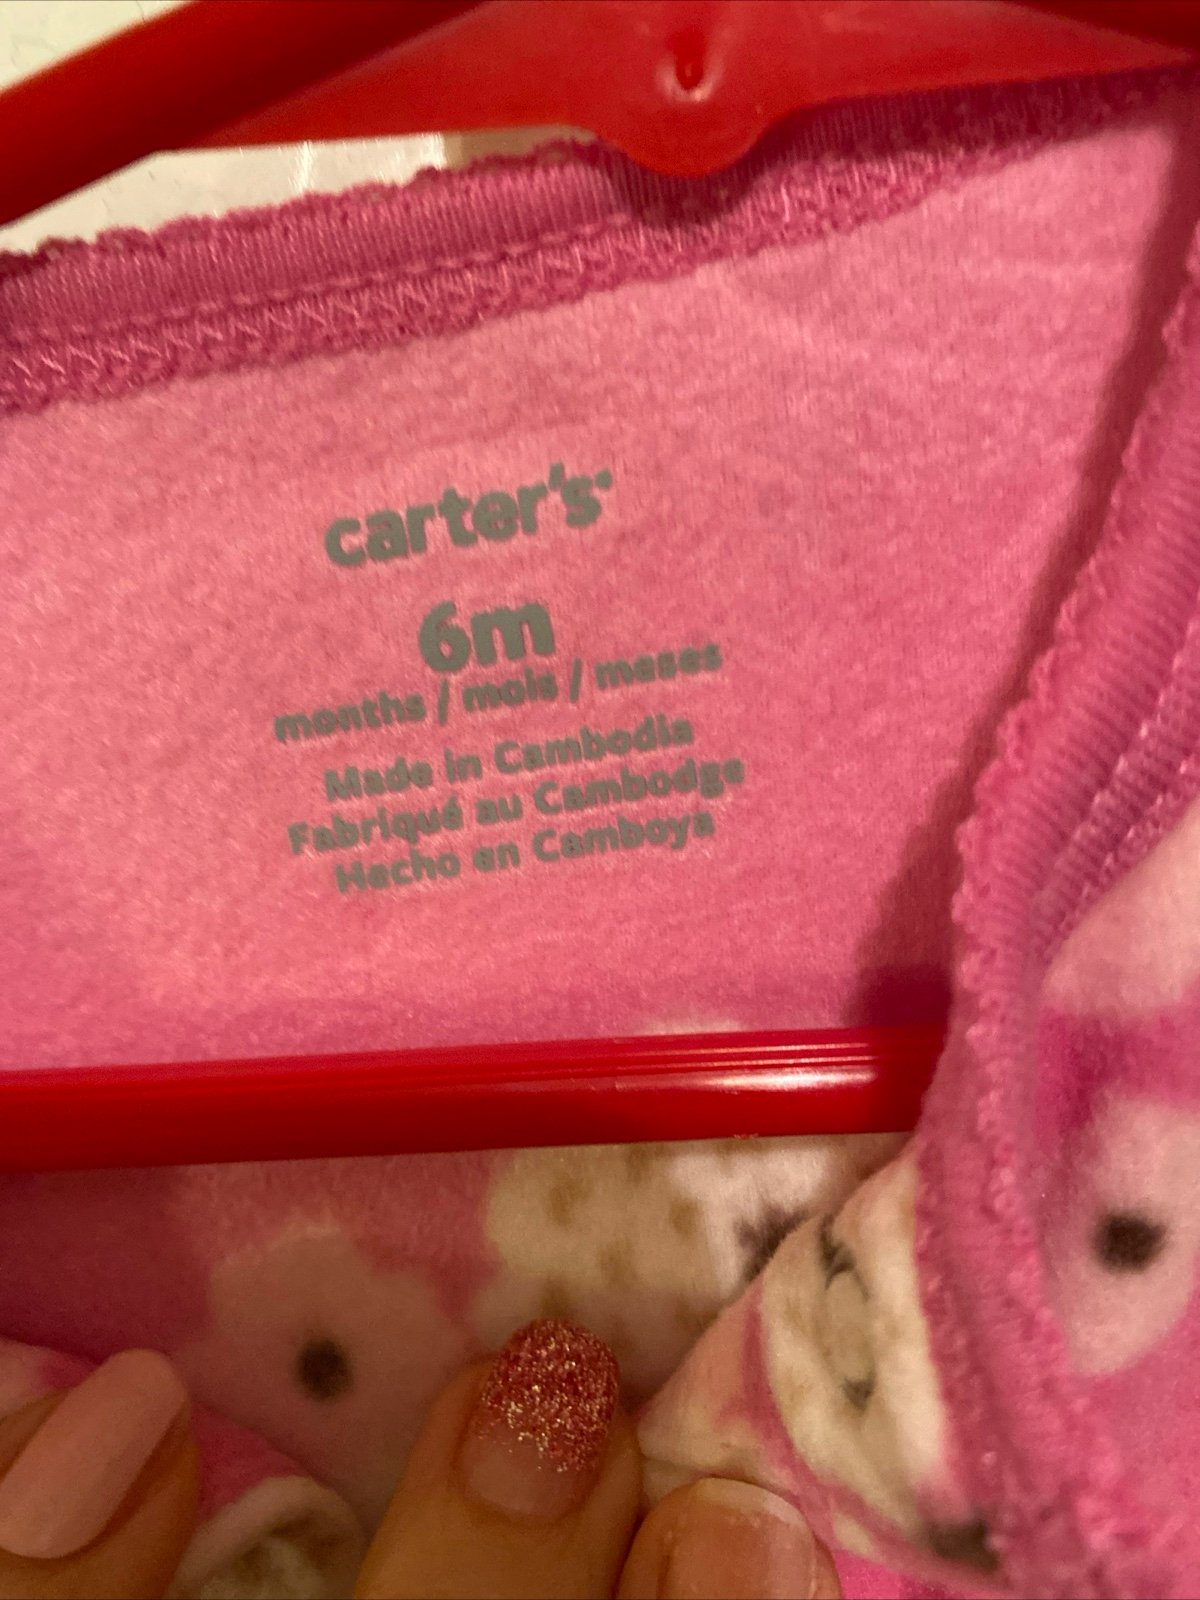 carter's
6m
months / mois / meses
Made in Cambodia
Fabriqué au Cambodge
Hecho en Camboya